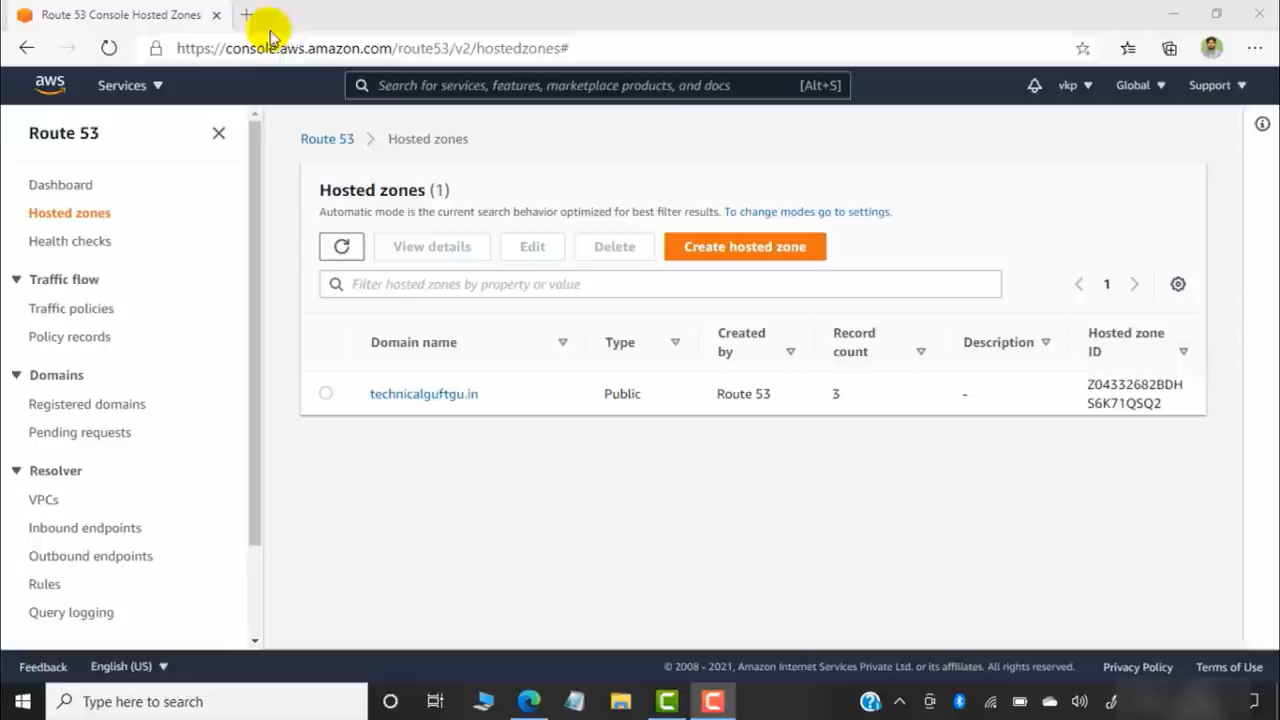 Route 53 Console Hosted Zones
https://console.aws.amazon.com/route53/v2/hostedzones#
aws Services Search for services, features, marketplace products, and docs [Alt+S] vkp Global Support
Route 53
Dashboard
Hosted zones
Health checks
Traffic flow
Traffic policies
Policy records
Domains
Registered domains
Pending requests
Resolver
VPCs
Inbound endpoints
Outbound endpoints
Rules
Query logging
Route 53 Hosted zones
Hosted zones (1)
Automatic mode is the current search behavior optimized for best filter results. To change modes go to settings.
View details Edit Delete Create hosted zone
Filter hosted zones by property or value 1
Domain name Type Created by Record count Description Hosted zone ID
technicalguftgu.in Public Route 53 3 - Z04332682BDH
S6K71QSQ2
Feedback English (US) © 2008 - 2021, Amazon Internet Services Private Ltd. or its affiliates. All rights reserved. Privacy Policy Terms of Use
Type here to search